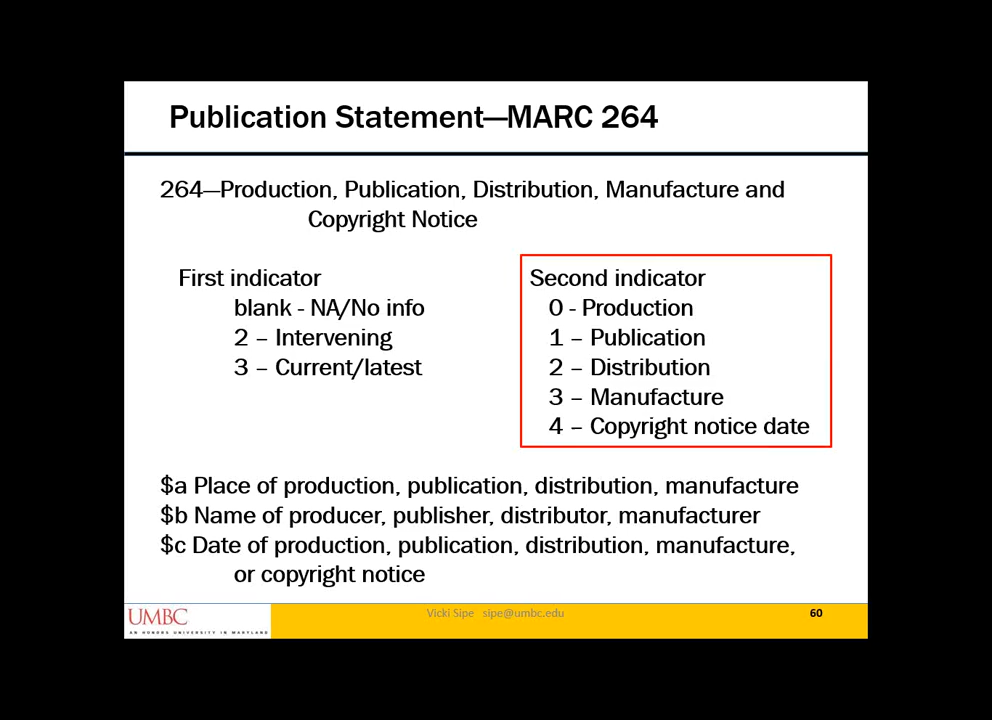 Publication Statement—MARC 264
264—Production, Publication, Distribution, Manufacture and
Copyright Notice
First indicator
blank - NA/No info
2 – Intervening
3 – Current/latest
Second indicator
0 - Production
1 – Publication
2 – Distribution
3 – Manufacture
4 – Copyright notice date
$a Place of production, publication, distribution, manufacture
$b Name of producer, publisher, distributor, manufacturer
$c Date of production, publication, distribution, manufacture,
or copyright notice
UMBC
AN HONORS UNIVERSITY IN MARYLAND
Vicki Sipe sipe@umbc.edu
60